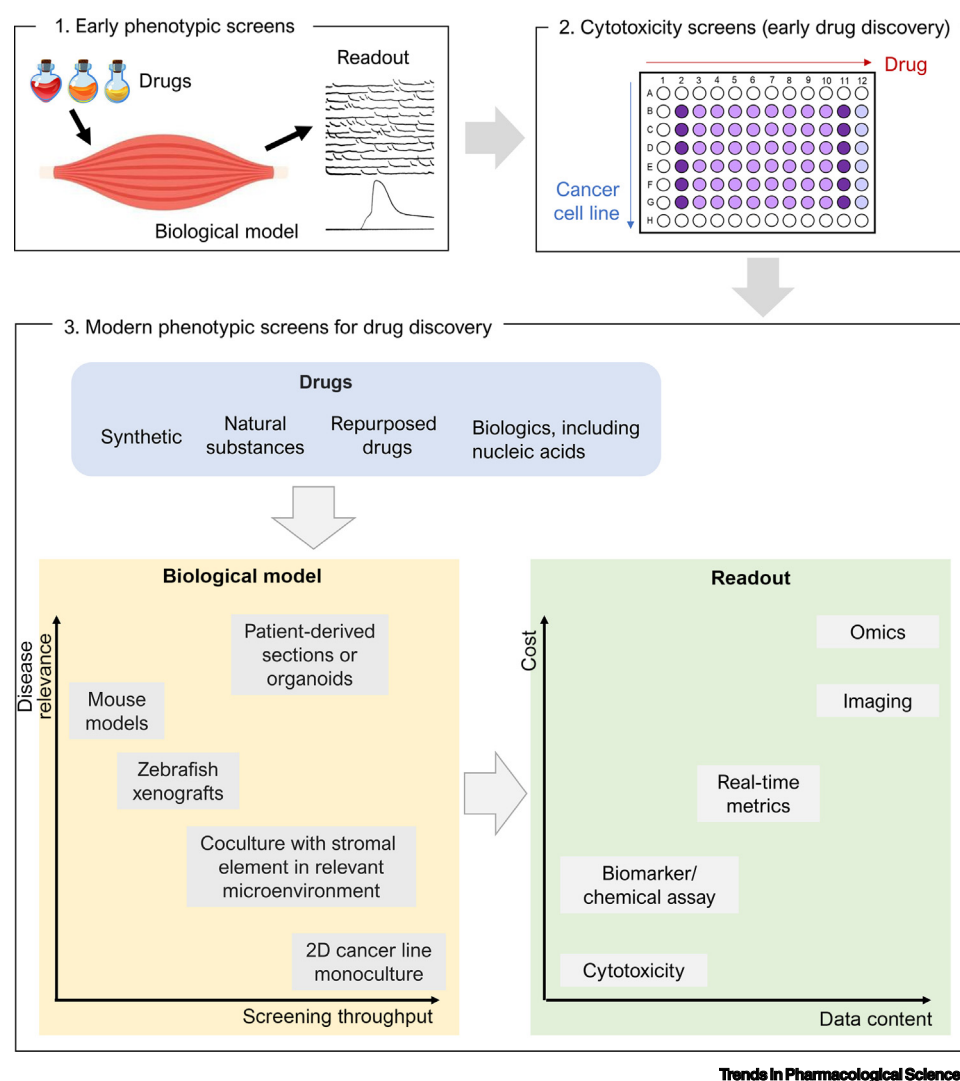 1. Early phenotypic screens
Drugs
Readout
Biological model
2. Cytotoxicity screens (early drug discovery)
Drug
1 2 3 4 5 6 7 8 9 10 11 12
A
B
C
D
E
F
G
H
Cancer
cell line
3. Modern phenotypic screens for drug discovery
Drugs
Synthetic
Natural
substances
Repurposed
drugs
Biologics, including
nucleic acids
Biological model
Disease
relevance
Patient-derived
sections or
organoids
Mouse
models
Zebrafish
xenografts
Coculture with stromal
element in relevant
microenvironment
2D cancer line
monoculture
Screening throughput
Readout
Cost
Omics
Imaging
Real-time
metrics
Biomarker/
chemical assay
Cytotoxicity
Data content
Trends in Pharmacological Science